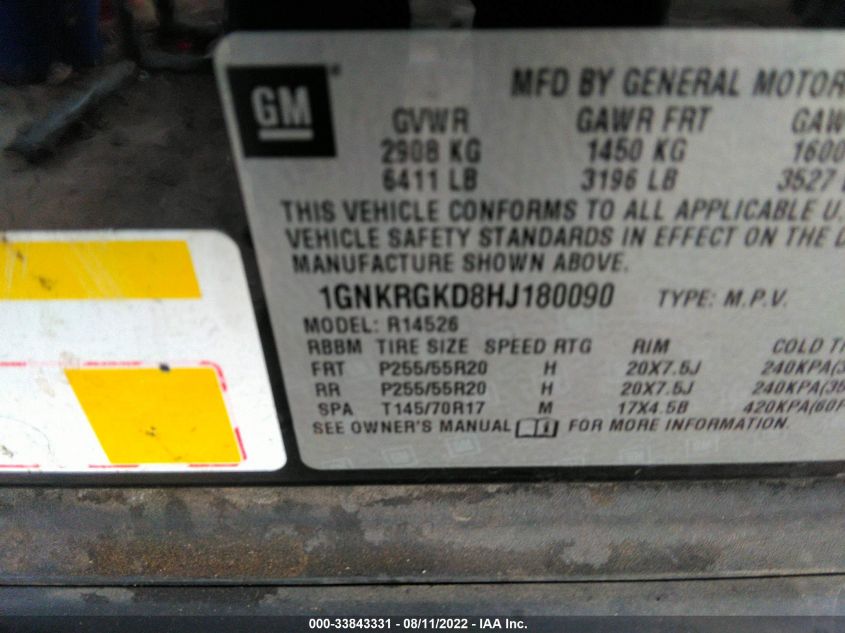 GM
MFD BY GENERAL MOTOR
GVWR GAWR FRT GAW
2908 KG 1450 KG 1600
6411 LB 3196 LB 3527
THIS VEHICLE CONFORMS TO ALL APPLICABLE U.
VEHICLE SAFETY STANDARDS IN EFFECT ON THE D
MANUFACTURE SHOWN ABOVE.
1GNKRGKD8HJ180090 TYPE: M.P.V.
MODEL: R14526
RBBM TIRE SIZE SPEED RTG RIM COLD TI
FRT P255/55R20 H 20X7.5J 240KPA(3
RR P255/55R20 H 20X7.5J 240KPA(35
SPA T145/70R17 M 17X4.5B 420KPA(60P
SEE OWNER'S MANUAL FOR MORE INFORMATION.
000-33843331 - 08/11/2022 - IAA Inc.